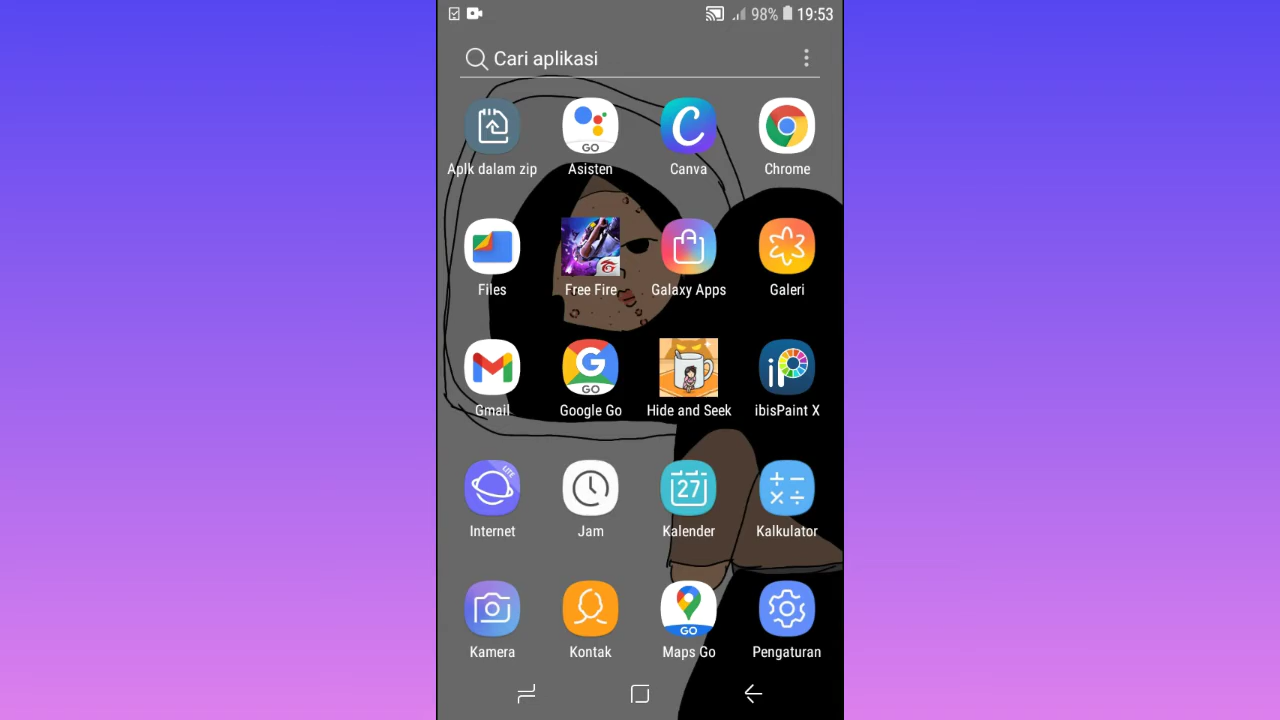 98% 19:53
Cari aplikasi
Aplk dalam zip
GO
Asisten
Canva
Chrome
Files
Free Fire
Galaxy Apps
Galeri
Gmail
GO
Google Go
Hide and Seek
iP
ibisPaint X
LITE
Internet
Jam
27
Kalender
Kalkulator
Kamera
Kontak
GO
Maps Go
Pengaturan